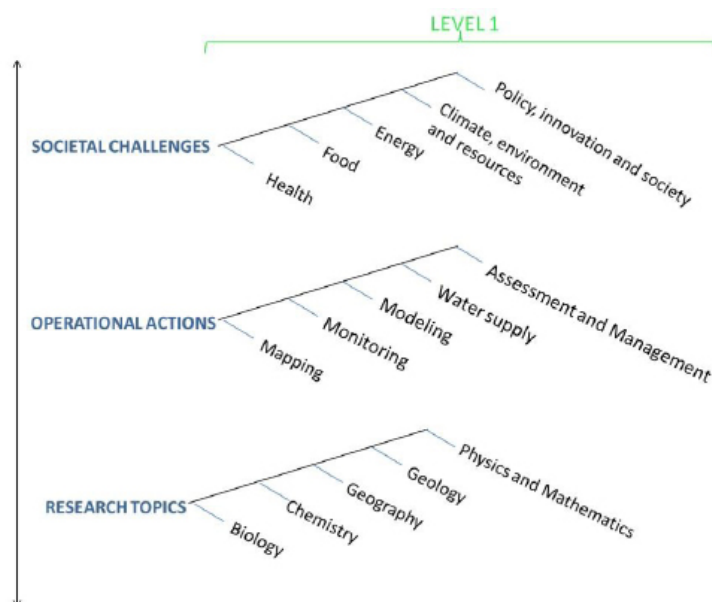 LEVEL 1
SOCIETAL CHALLENGES
Health
Food
Energy
Climate, environment
and resources
Policy, innovation and society
OPERATIONAL ACTIONS
Mapping
Monitoring
Modeling
Water supply
Assessment and Management
RESEARCH TOPICS
Biology
Chemistry
Geography
Geology
Physics and Mathematics